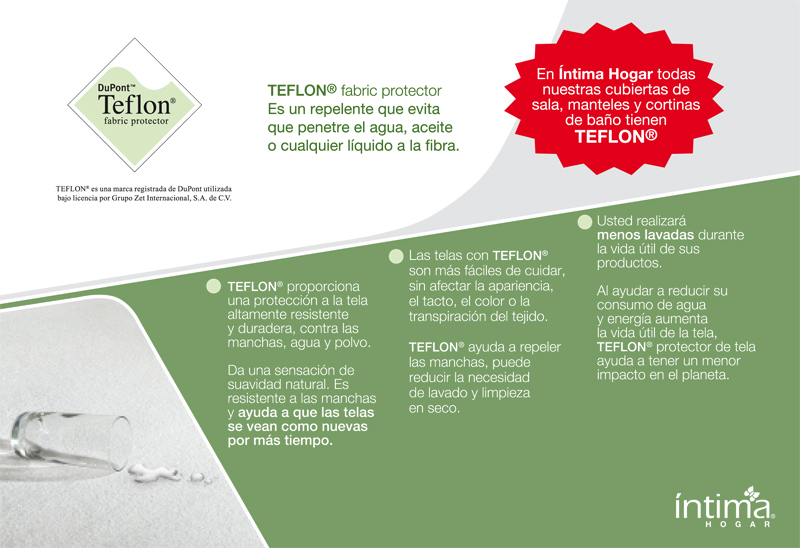 DuPont™
Teflon®
fabric protector
TEFLON® es una marca registrada de DuPont utilizada
bajo licencia por Grupo Zet Internacional, S.A. de C.V.
TEFLON® fabric protector
Es un repelente que evita
que penetre el agua, aceite
o cualquier líquido a la fibra.
En Íntima Hogar todas
nuestras cubiertas de
sala, manteles y cortinas
de baño tienen
TEFLON®
TEFLON® proporciona
una protección a la tela
altamente resistente
y duradera, contra las
manchas, agua y polvo.
Da una sensación de
suavidad natural. Es
resistente a las manchas
y ayuda a que las telas
se vean como nuevas
por más tiempo.
Las telas con TEFLON®
son más fáciles de cuidar,
sin afectar la apariencia,
el tacto, el color o la
transpiración del tejido.
TEFLON® ayuda a repeler
las manchas, puede
reducir la necesidad
de lavado y limpieza
en seco.
Usted realizará
menos lavadas durante
la vida útil de sus
productos.
Al ayudar a reducir su
consumo de agua
y energía aumenta
la vida útil de la tela,
TEFLON® protector de tela
ayuda a tener un menor
impacto en el planeta.
íntima®
HOGAR